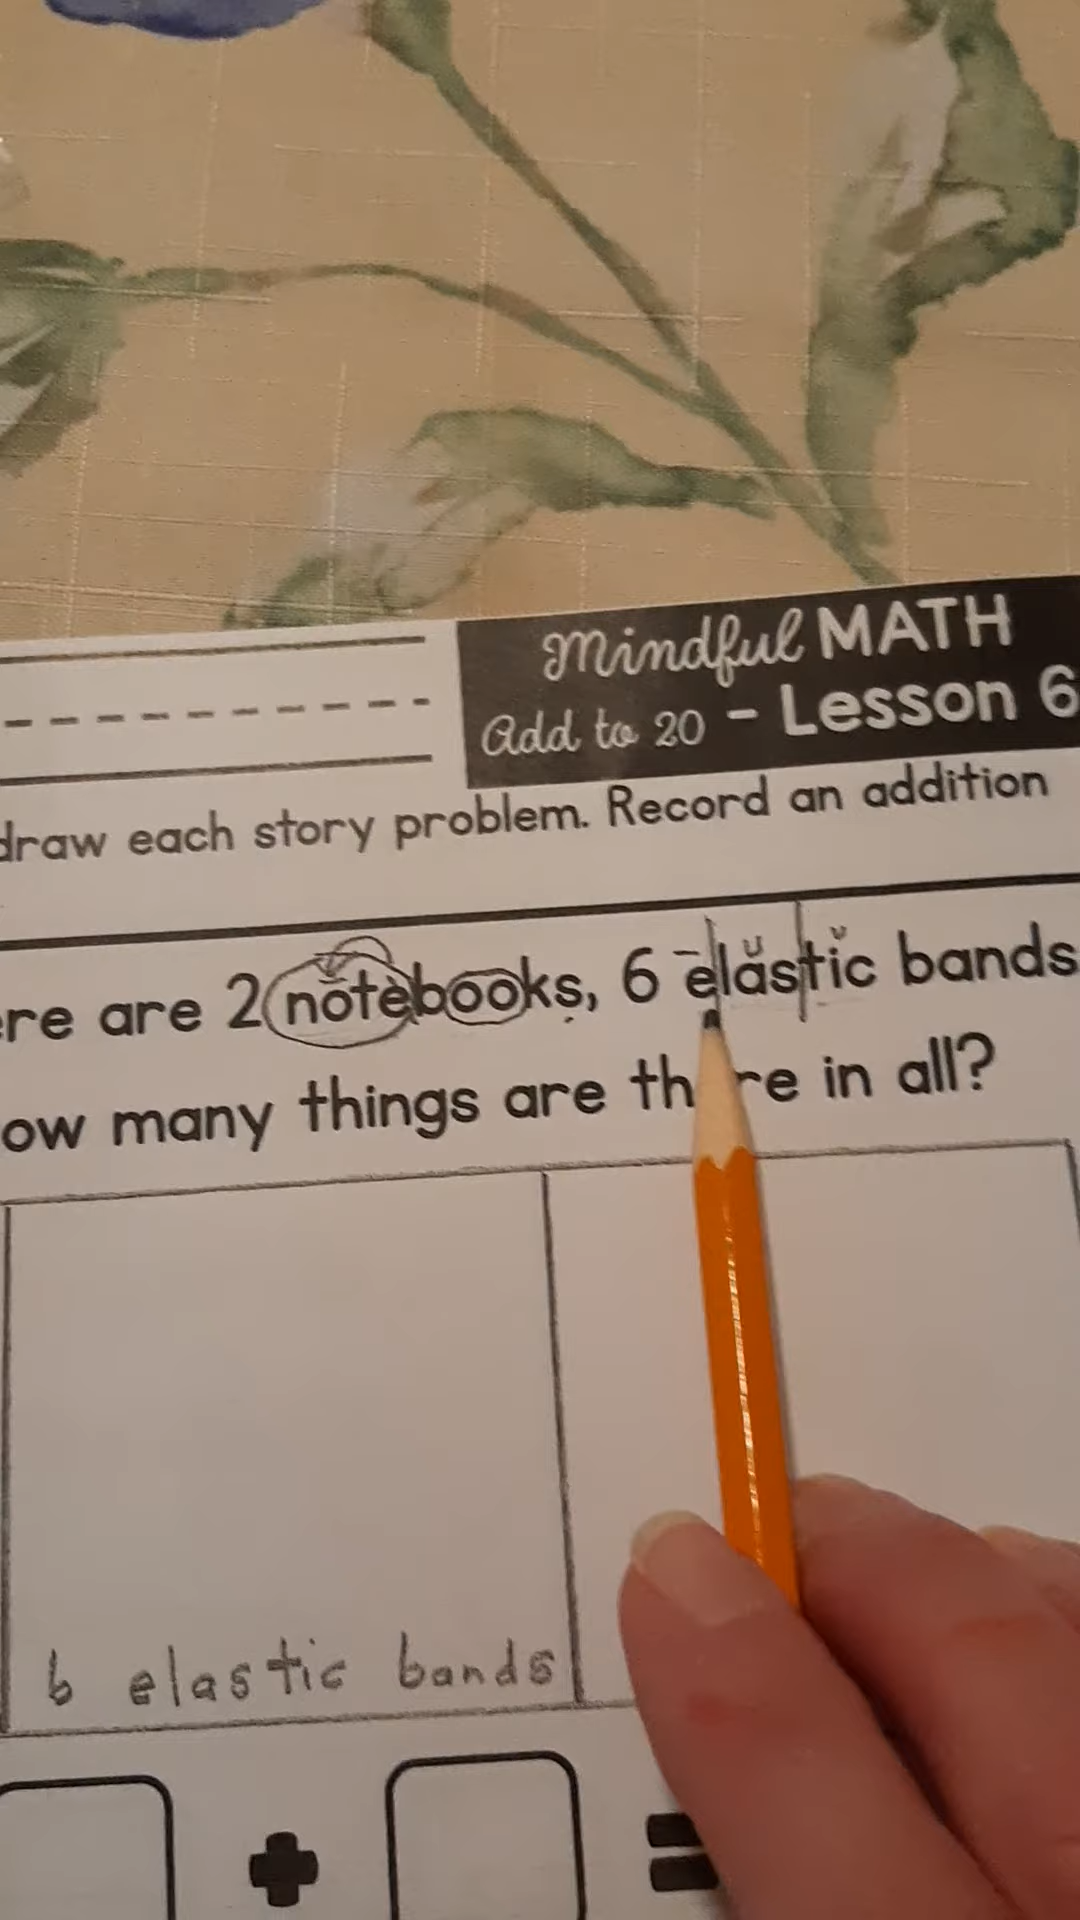 Mindful MATH
Add to 20 - Lesson 6
draw each story problem. Record an addition
re are 2 notebooks, 6 elastic bands
ow many things are there in all?
6 elastic bands
+ =